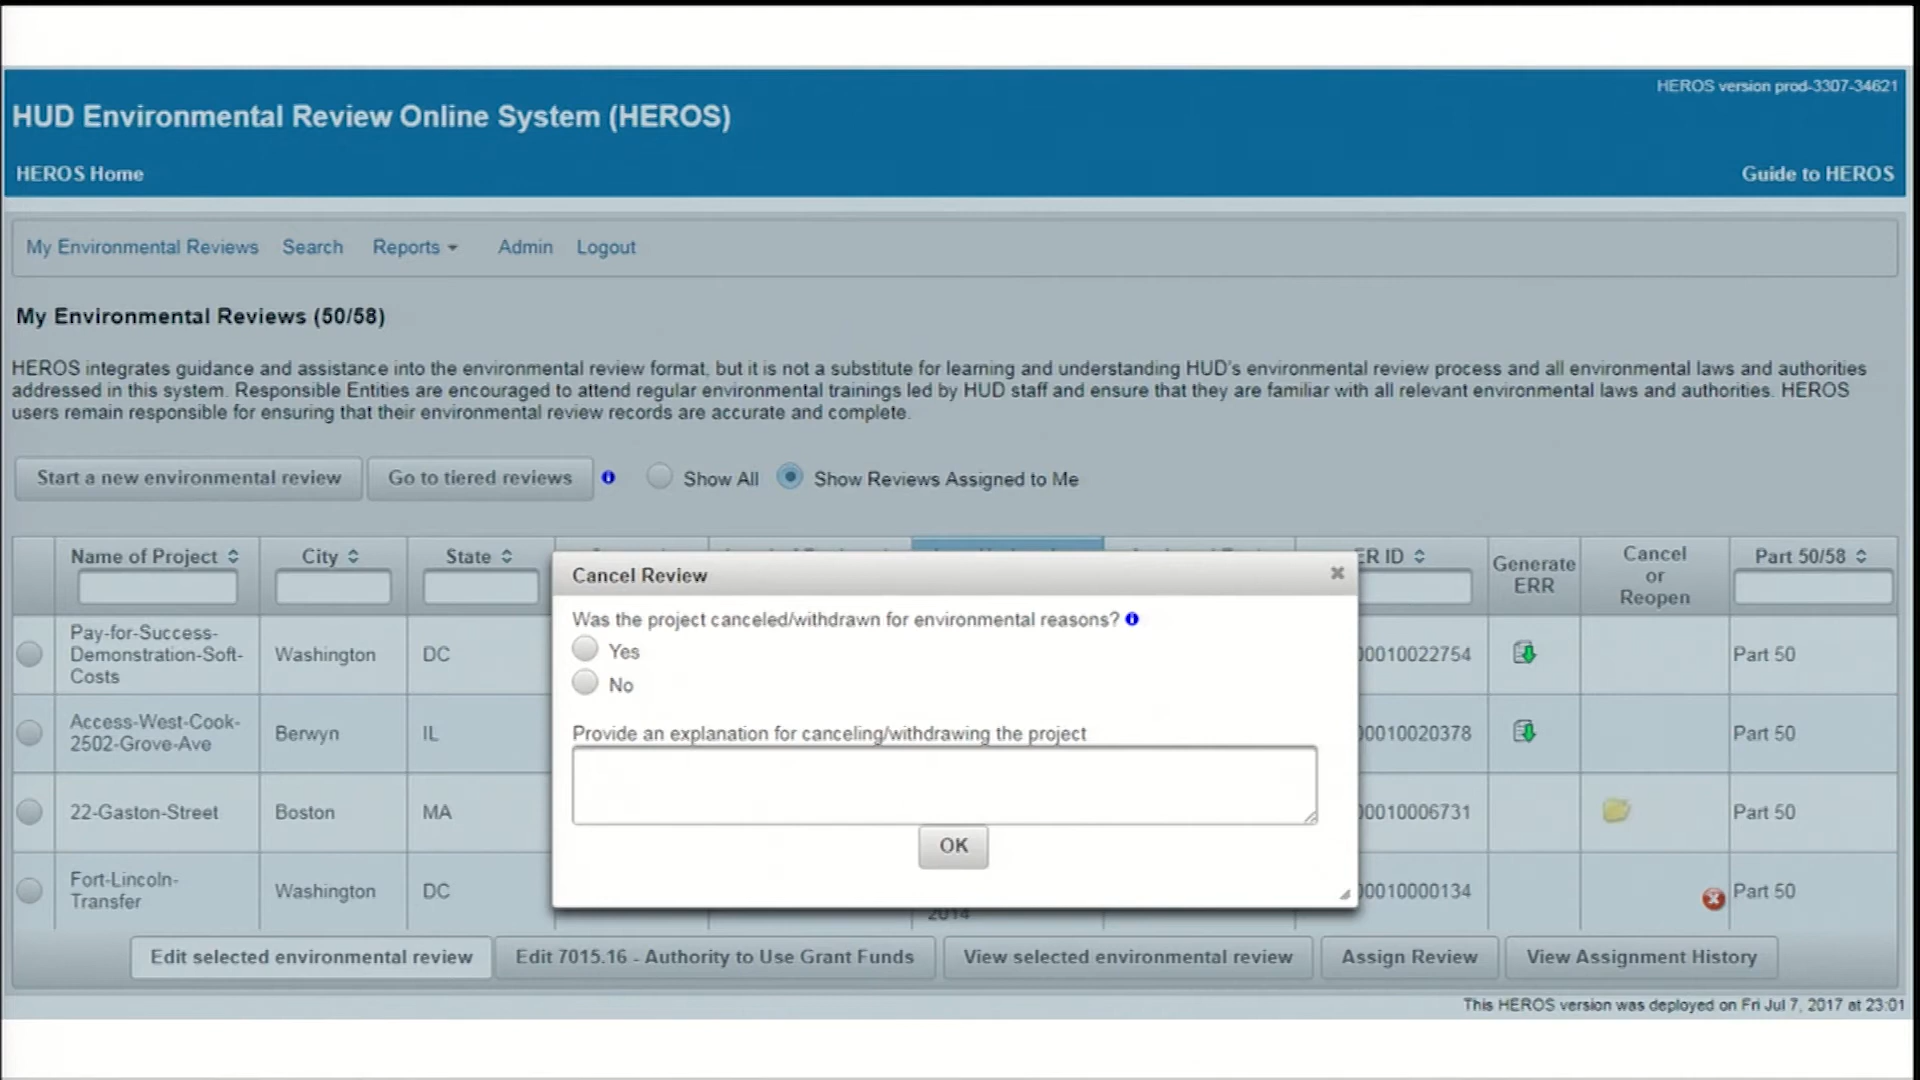 HEROS version prod-3307-34621
HUD Environmental Review Online System (HEROS)
HEROS Home
Guide to HEROS
My Environmental Reviews Search Reports Admin Logout
My Environmental Reviews (50/58)
HEROS integrates guidance and assistance into the environmental review format, but it is not a substitute for learning and understanding HUD's environmental review process and all environmental laws and authorities
addressed in this system. Responsible Entities are encouraged to attend regular environmental trainings led by HUD staff and ensure that they are familiar with all relevant environmental laws and authorities. HEROS
users remain responsible for ensuring that their environmental review records are accurate and complete.
Start a new environmental review Go to tiered reviews Show All Show Reviews Assigned to Me
Name of Project City State ER ID Generate ERR Cancel or Reopen Part 50/58
Cancel Review
Was the project canceled/withdrawn for environmental reasons?
Yes
No
Provide an explanation for canceling/withdrawing the project
OK
Pay-for-Success-
Demonstration-Soft-
Costs
Washington DC 00010022754 Part 50
Access-West-Cook-
2502-Grove-Ave
Berwyn IL 00010020378 Part 50
22-Gaston-Street Boston MA 00010006731 Part 50
Fort-Lincoln-
Transfer
Washington DC 2014 00010000134 Part 50
Edit selected environmental review Edit 7015.16 - Authority to Use Grant Funds View selected environmental review Assign Review View Assignment History
This HEROS version was deployed on Fri Jul 7, 2017 at 23:01